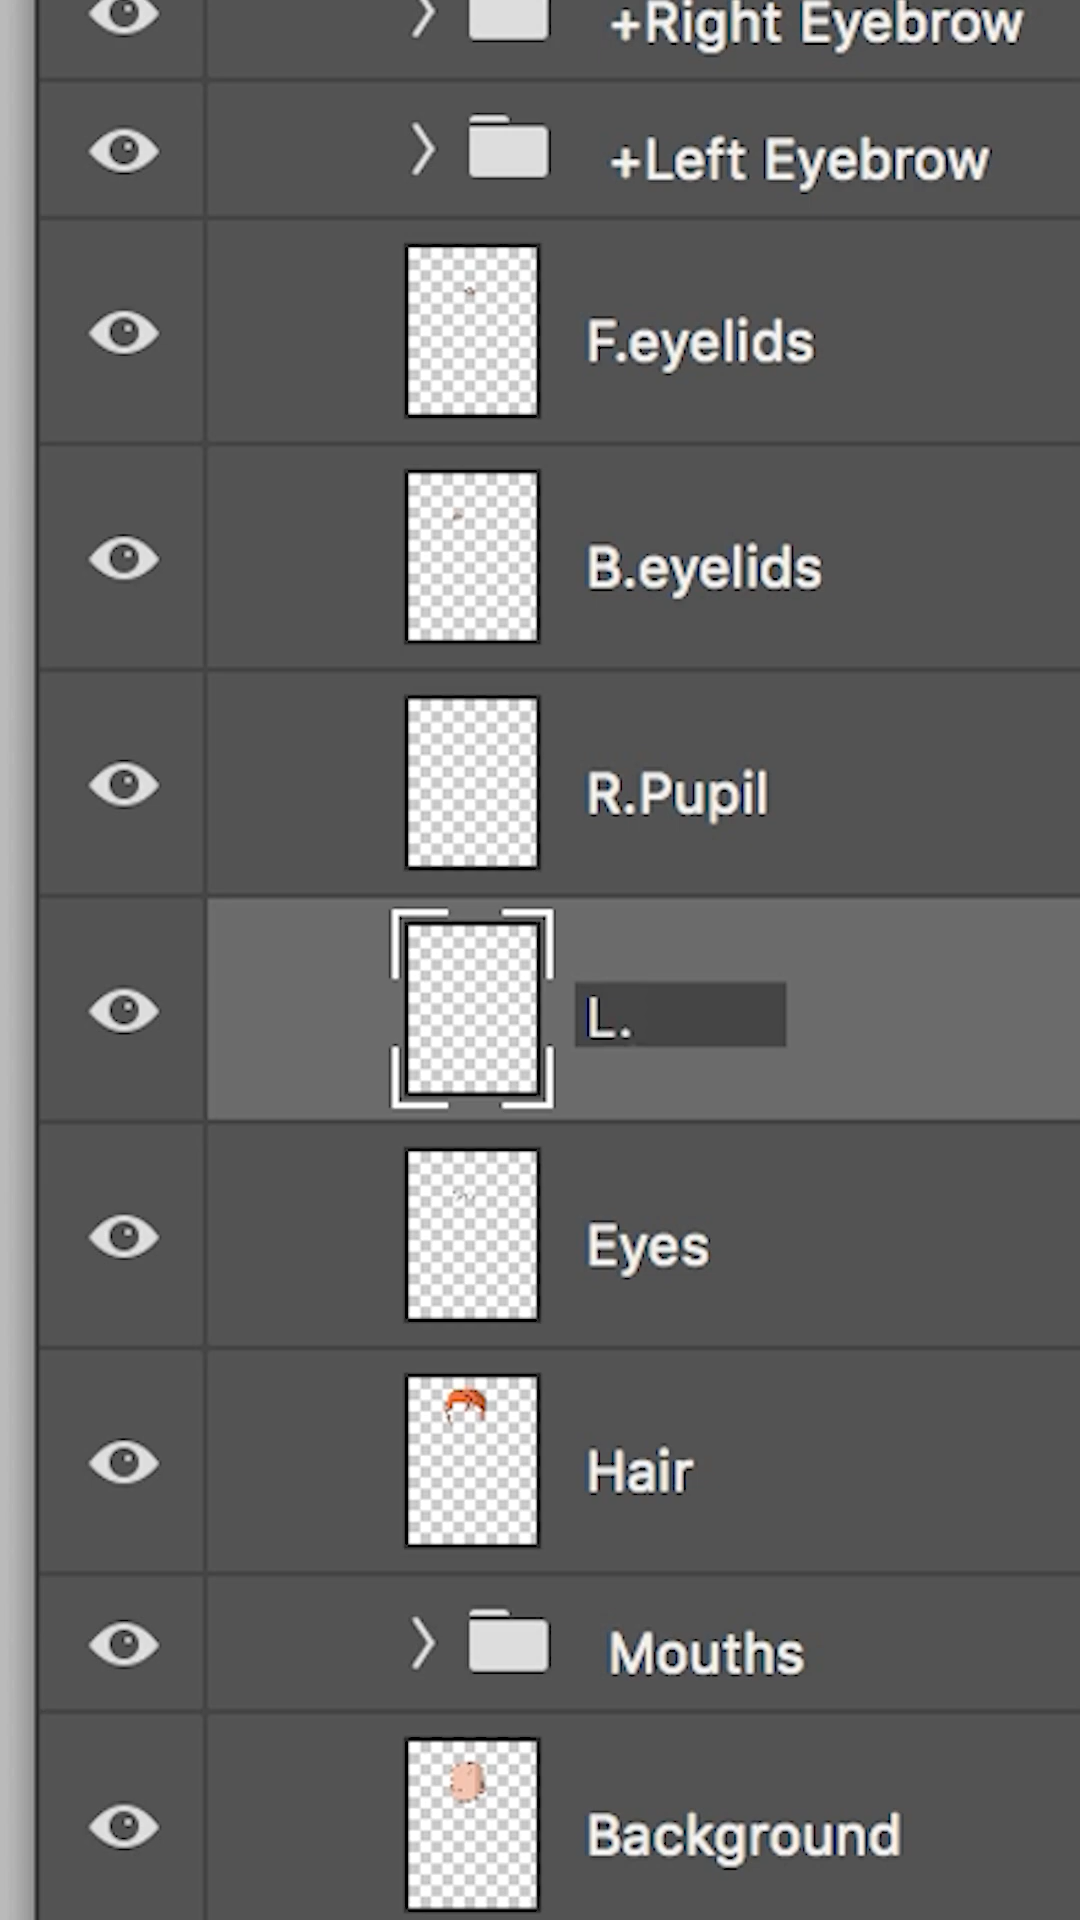 +Right Eyebrow
+Left Eyebrow
F.eyelids
B.eyelids
R.Pupil
L.
Eyes
Hair
Mouths
Background